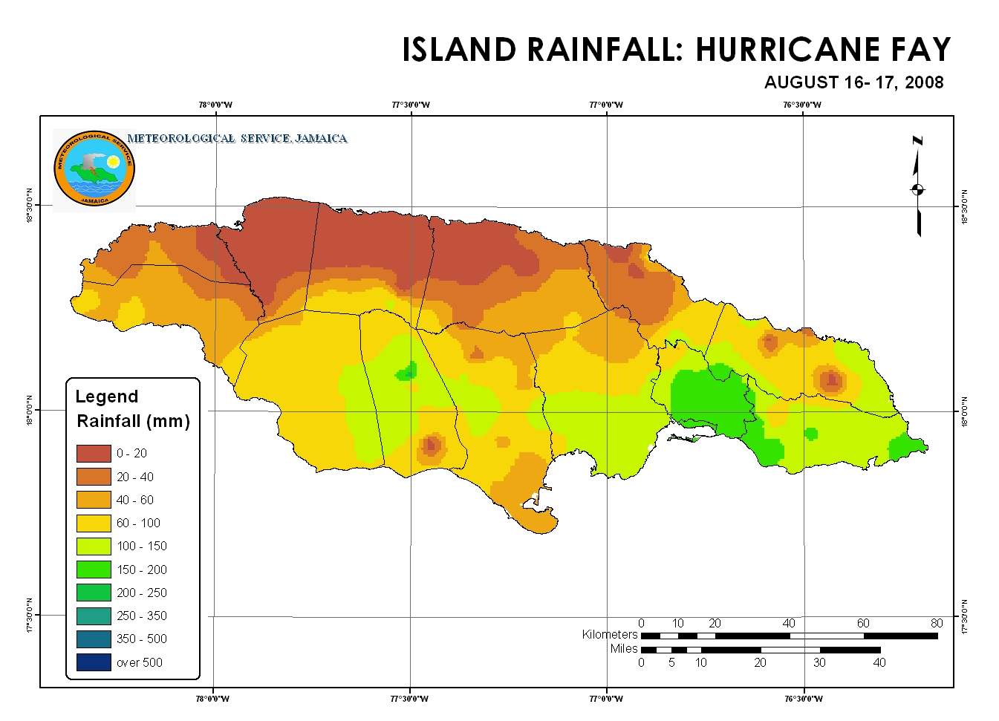 ISLAND RAINFALL: HURRICANE FAY
AUGUST 16- 17, 2008
78°0'0"W 77°30'0"W 77°0'0"W 76°30'0"W
METEOROLOGICAL SERVICE, JAMAICA
METEOROLOGICAL SERVICE
JAMAICA
N
18°30'0"N 18°30'0"N
18°0'0"N 18°0'0"N
17°30'0"N 17°30'0"N
Legend
Rainfall (mm)
0 - 20
20 - 40
40 - 60
60 - 100
100 - 150
150 - 200
200 - 250
250 - 350
350 - 500
over 500
0 10 20 40 60 80
Kilometers
Miles
0 5 10 20 30 40
78°0'0"W 77°30'0"W 77°0'0"W 76°30'0"W